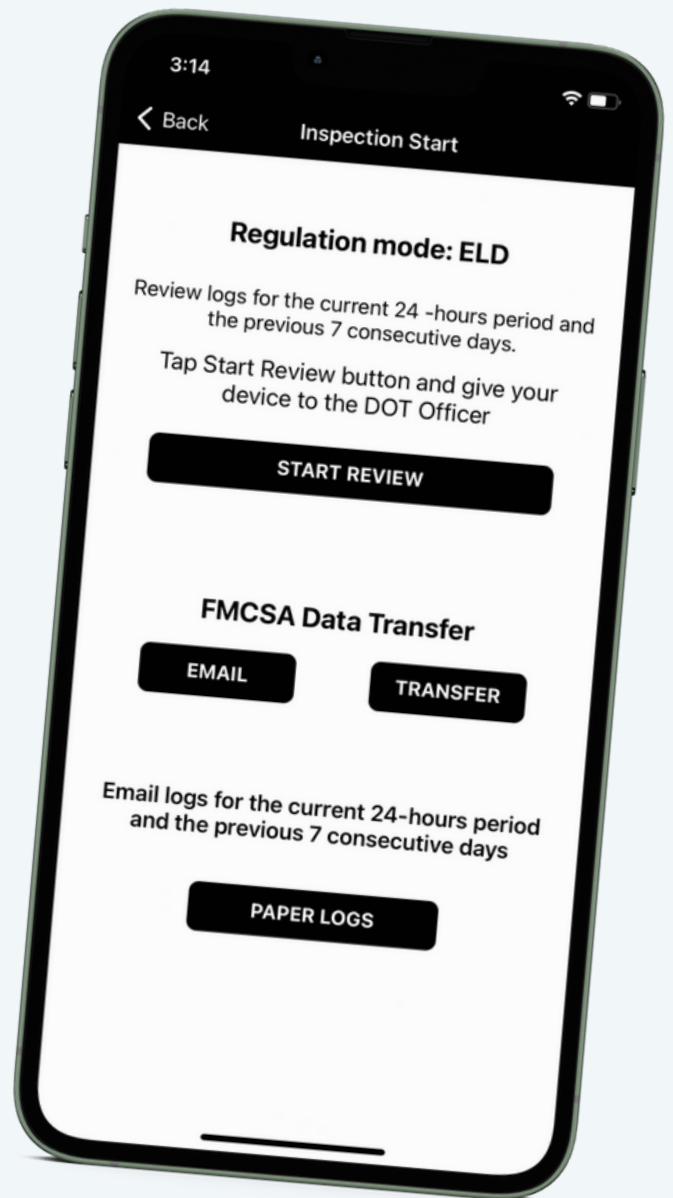 3:14
Back
Inspection Start
Regulation mode: ELD
Review logs for the current 24 -hours period and
the previous 7 consecutive days.
Tap Start Review button and give your
device to the DOT Officer
START REVIEW
FMCSA Data Transfer
EMAIL
TRANSFER
Email logs for the current 24-hours period
and the previous 7 consecutive days
PAPER LOGS